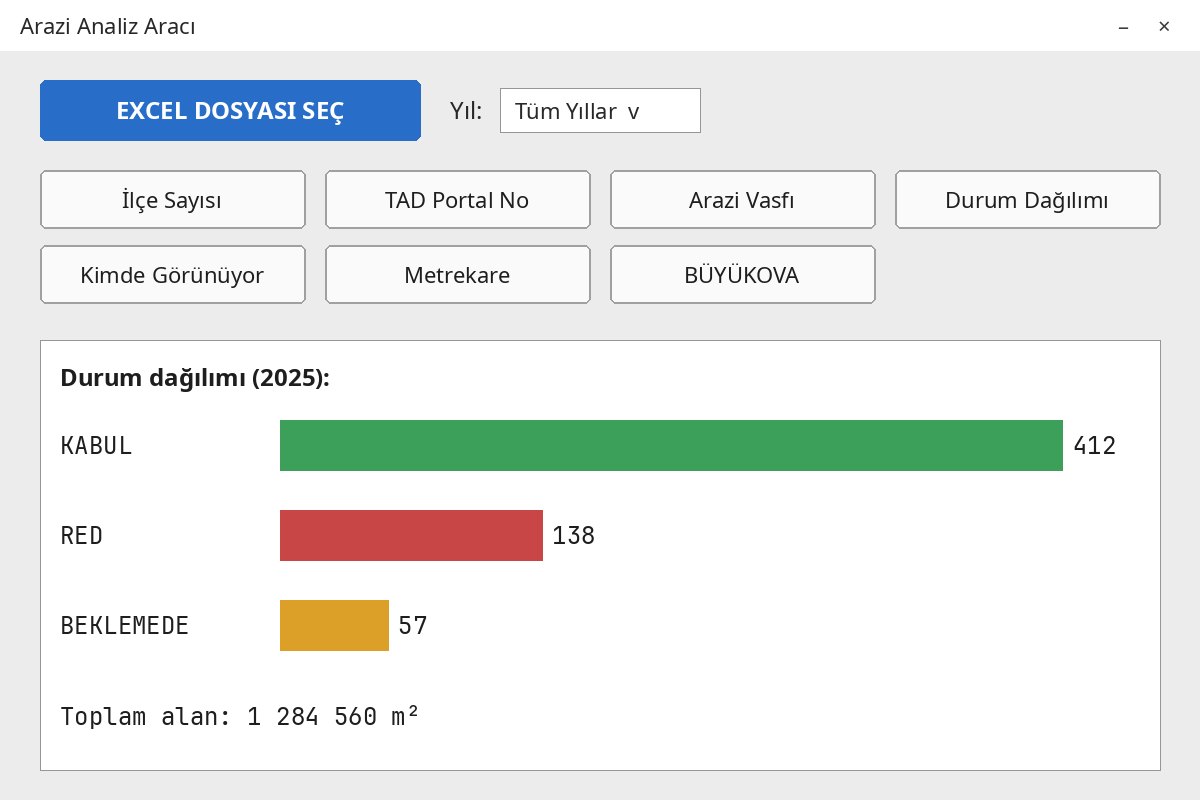 Arazi Analiz Aracı – ×
EXCEL DOSYASI SEÇ Yıl: Tüm Yıllar v
İlçe Sayısı TAD Portal No Arazi Vasfı Durum Dağılımı
Kimde Görünüyor Metrekare BÜYÜKOVA
Durum dağılımı (2025):
KABUL 412
RED 138
BEKLEMEDE 57
Toplam alan: 1 284 560 m²